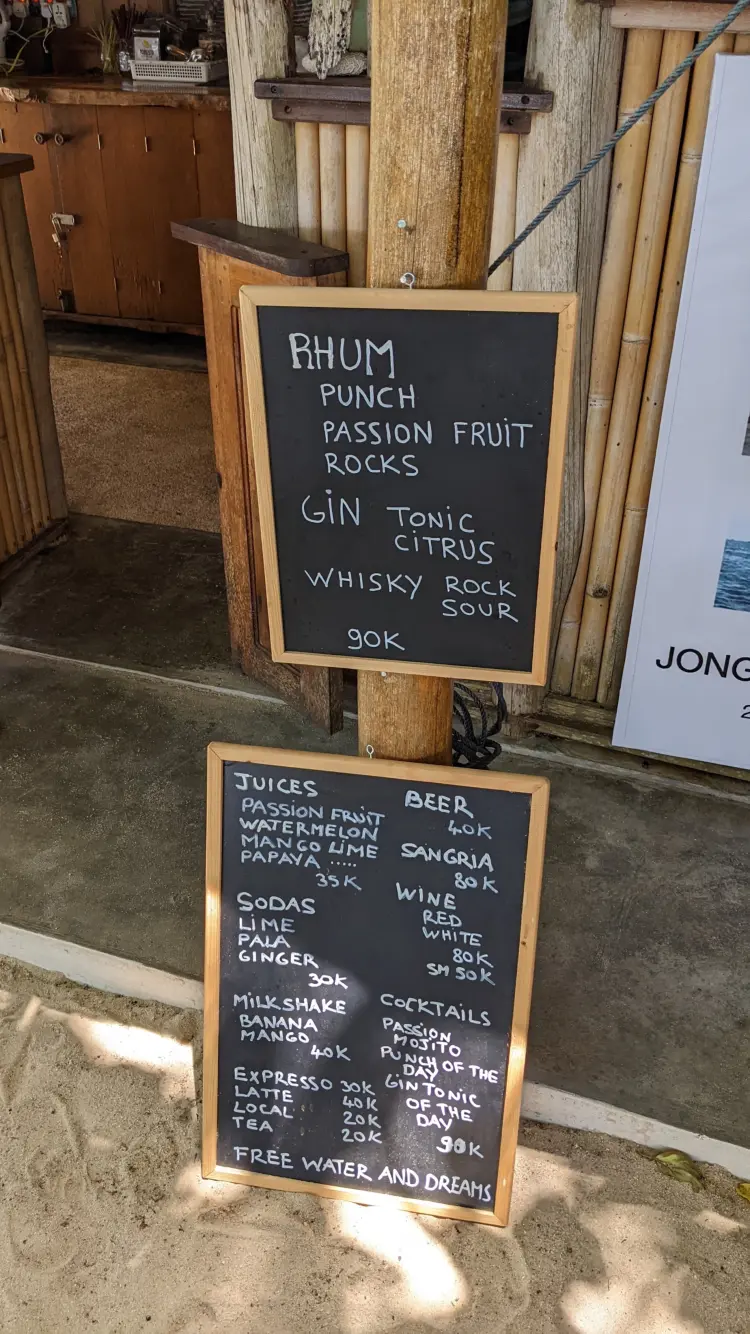 RHUM
PUNCH
PASSION FRUIT
ROCKS
GIN TONIC
CITRUS
WHISKY ROCK
SOUR
90K
JUICES
PASSION FRUIT
WATERMELON
MANGO LIME
PAPAYA .....
35K
SODAS
LIME
PALA
GINGER
30K
MILKSHAKE
BANANA
MANGO
40K
EXPRESSO 30K
LATTE 40K
LOCAL 20K
TEA 20K
BEER
40K
SANGRIA
80K
WINE
RED
WHITE
80K
SM 50K
COCKTAILS
PASSION
MOJITO
PUNCH OF THE
DAY
GIN TONIC
OF THE
DAY
90K
FREE WATER AND DREAMS
JONG
2